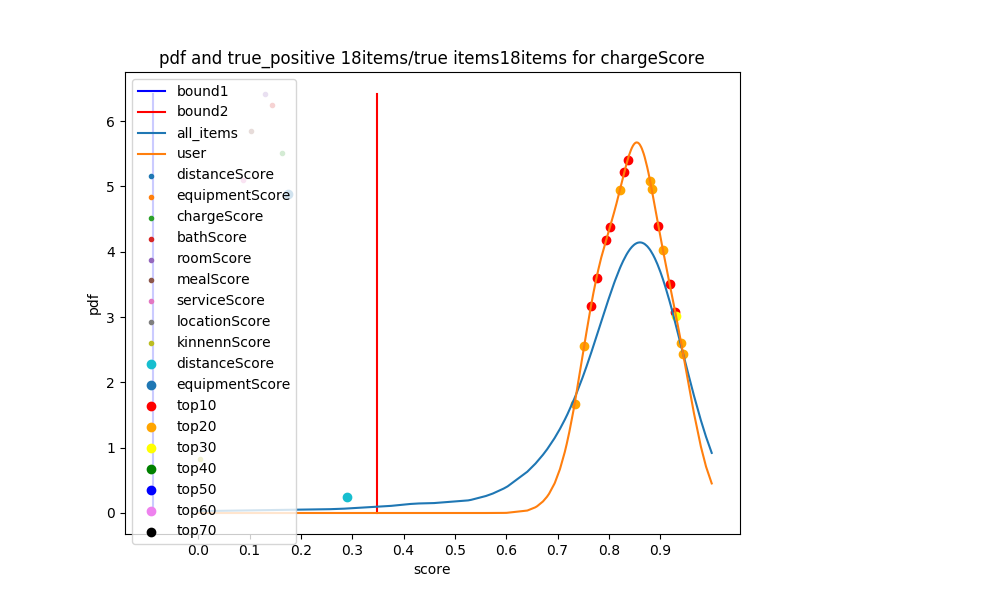 pdf and true_positive 18items/true items18items for chargeScore
bound1
bound2
all_items
user
distanceScore
equipmentScore
chargeScore
bathScore
roomScore
mealScore
serviceScore
locationScore
kinnennScore
distanceScore
equipmentScore
top10
top20
top30
top40
top50
top60
top70
pdf
6
5
4
3
2
1
0
0.0 0.1 0.2 0.3 0.4 0.5 0.6 0.7 0.8 0.9
score